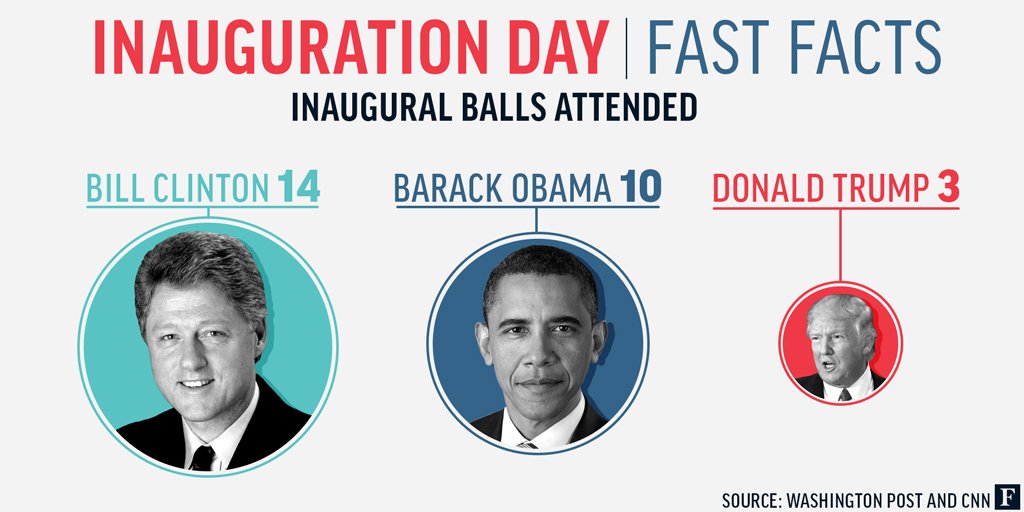 INAUGURATION DAY | FAST FACTS
INAUGURAL BALLS ATTENDED
BILL CLINTON 14
BARACK OBAMA 10
DONALD TRUMP 3
SOURCE: WASHINGTON POST AND CNN F